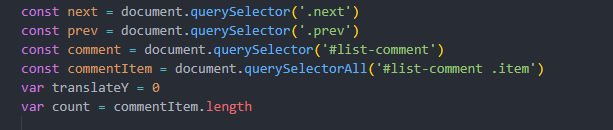 const next = document.querySelector('.next')
const prev = document.querySelector('.prev')
const comment = document.querySelector('#list-comment')
const commentItem = document.querySelectorAll('#list-comment .item')
var translateY = 0
var count = commentItem.length